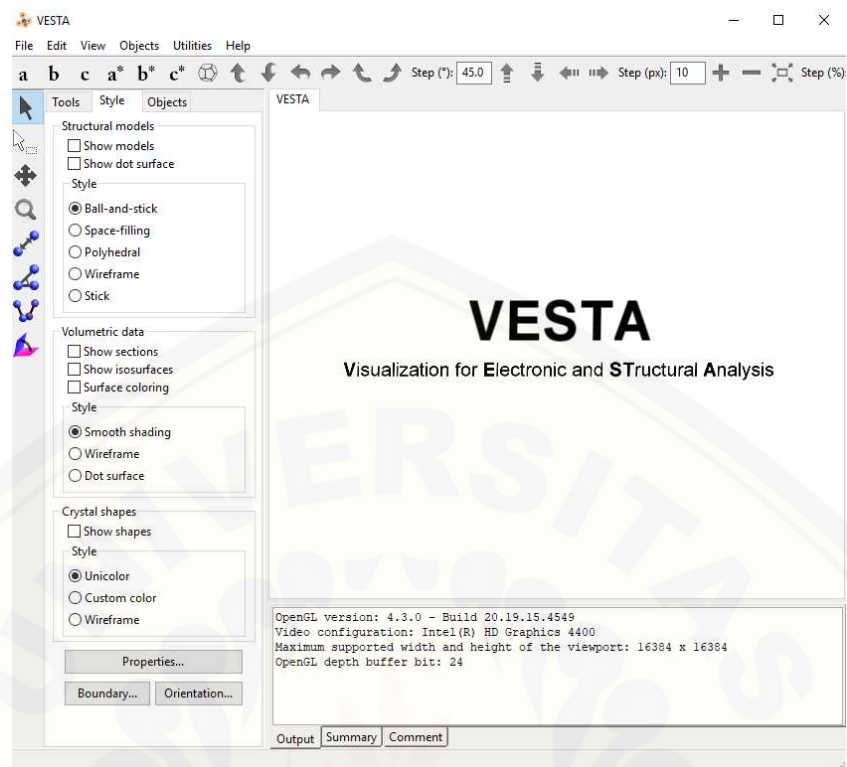 VESTA
File Edit View Objects Utilities Help
a b c a* b* c* Step (°): 45.0 Step (px): 10 Step (%):
Tools Style Objects
VESTA
Structural models
Show models
Show dot surface
Style
Ball-and-stick
Space-filling
Polyhedral
Wireframe
Stick
Volumetric data
Show sections
Show isosurfaces
Surface coloring
Style
Smooth shading
Wireframe
Dot surface
Crystal shapes
Show shapes
Style
Unicolor
Custom color
Wireframe
Properties...
Boundary... Orientation...
VESTA
Visualization for Electronic and STructural Analysis
OpenGL version: 4.3.0 - Build 20.19.15.4549
Video configuration: Intel(R) HD Graphics 4400
Maximum supported width and height of the viewport: 16384 x 16384
OpenGL depth buffer bit: 24
Output Summary Comment
UNIVERSITAS